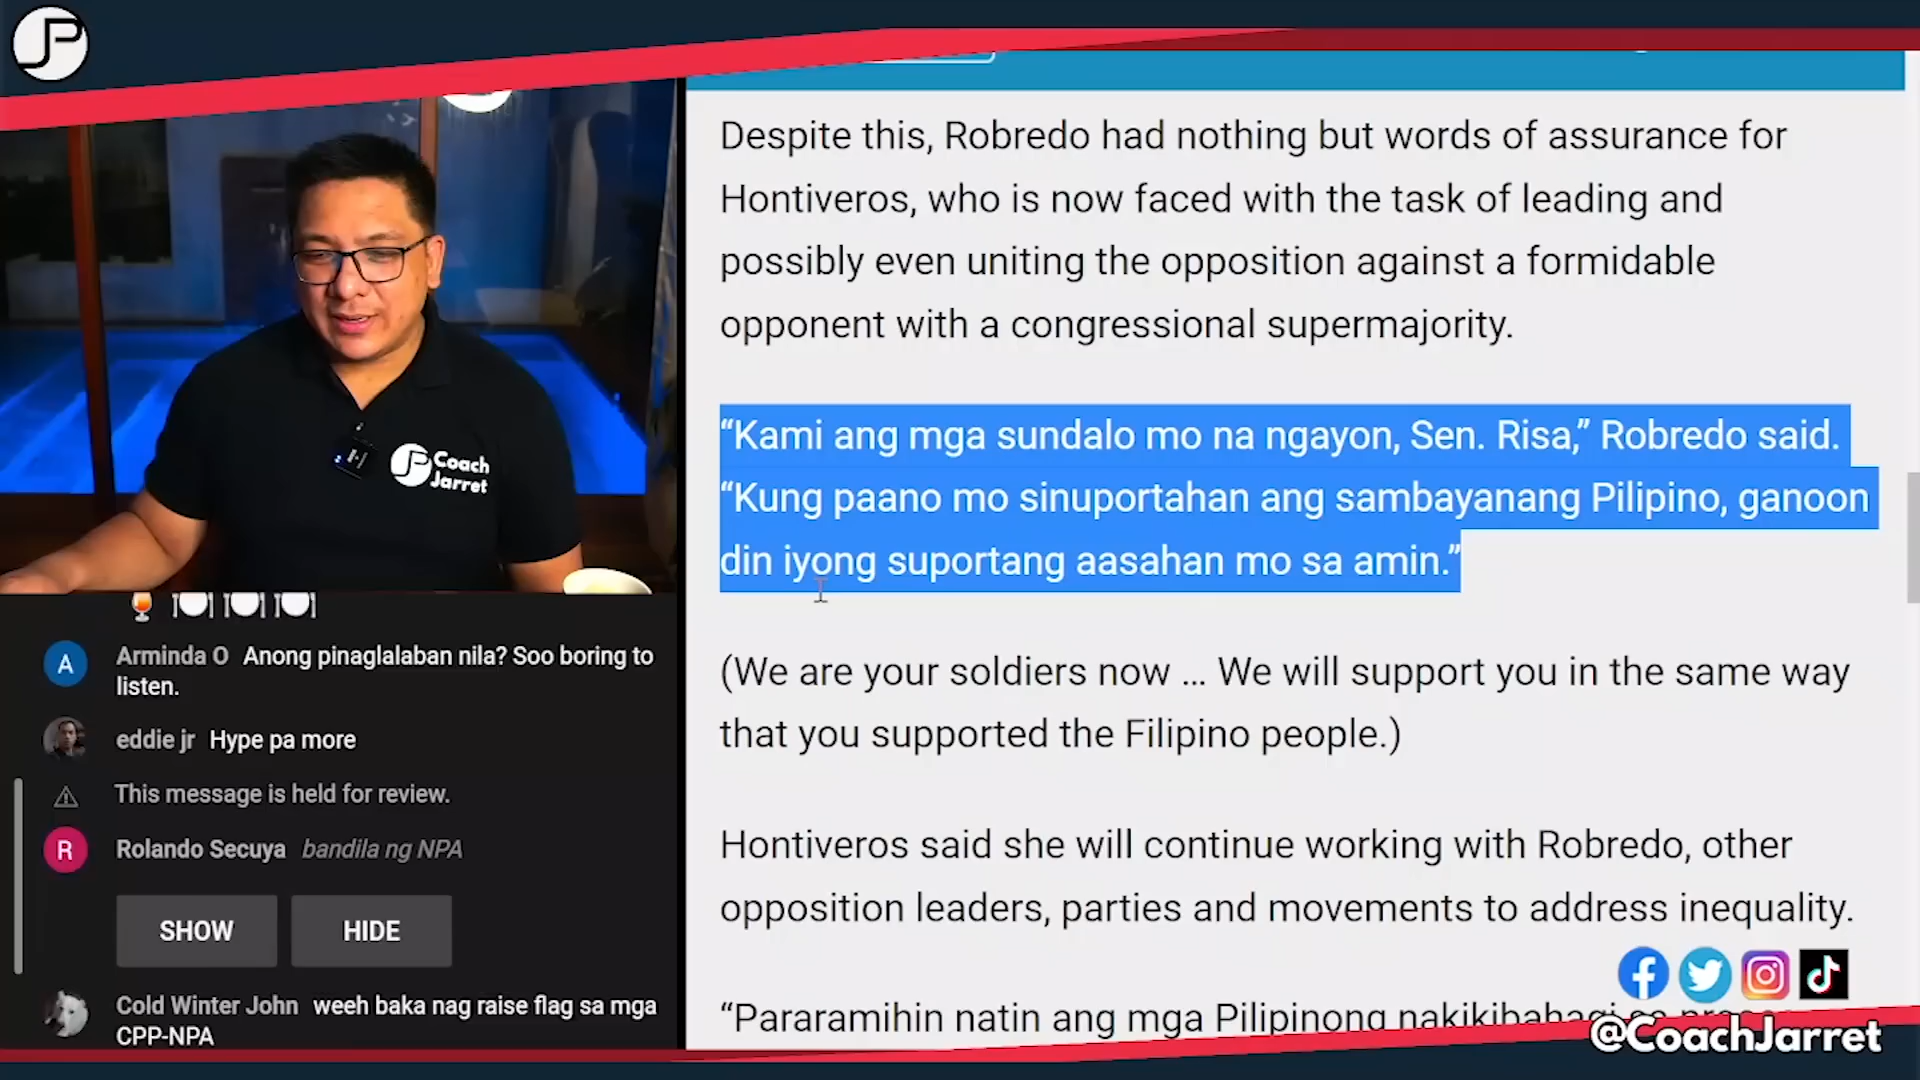 JP
Despite this, Robredo had nothing but words of assurance for
Hontiveros, who is now faced with the task of leading and
possibly even uniting the opposition against a formidable
opponent with a congressional supermajority.
“Kami ang mga sundalo mo na ngayon, Sen. Risa,” Robredo said.
“Kung paano mo sinuportahan ang sambayanang Pilipino, ganoon
din iyong suportang aasahan mo sa amin.”
(We are your soldiers now ... We will support you in the same way
that you supported the Filipino people.)
Hontiveros said she will continue working with Robredo, other
opposition leaders, parties and movements to address inequality.
“Pararamihin natin ang mga Pilipinong nakikibahagi sa
@CoachJarret
Coach
Jarret
A
Arminda O Anong pinaglalaban nila? Soo boring to
listen.
eddie jr Hype pa more
This message is held for review.
R
Rolando Secuya bandila ng NPA
SHOW HIDE
Cold Winter John weeh baka nag raise flag sa mga
CPP-NPA